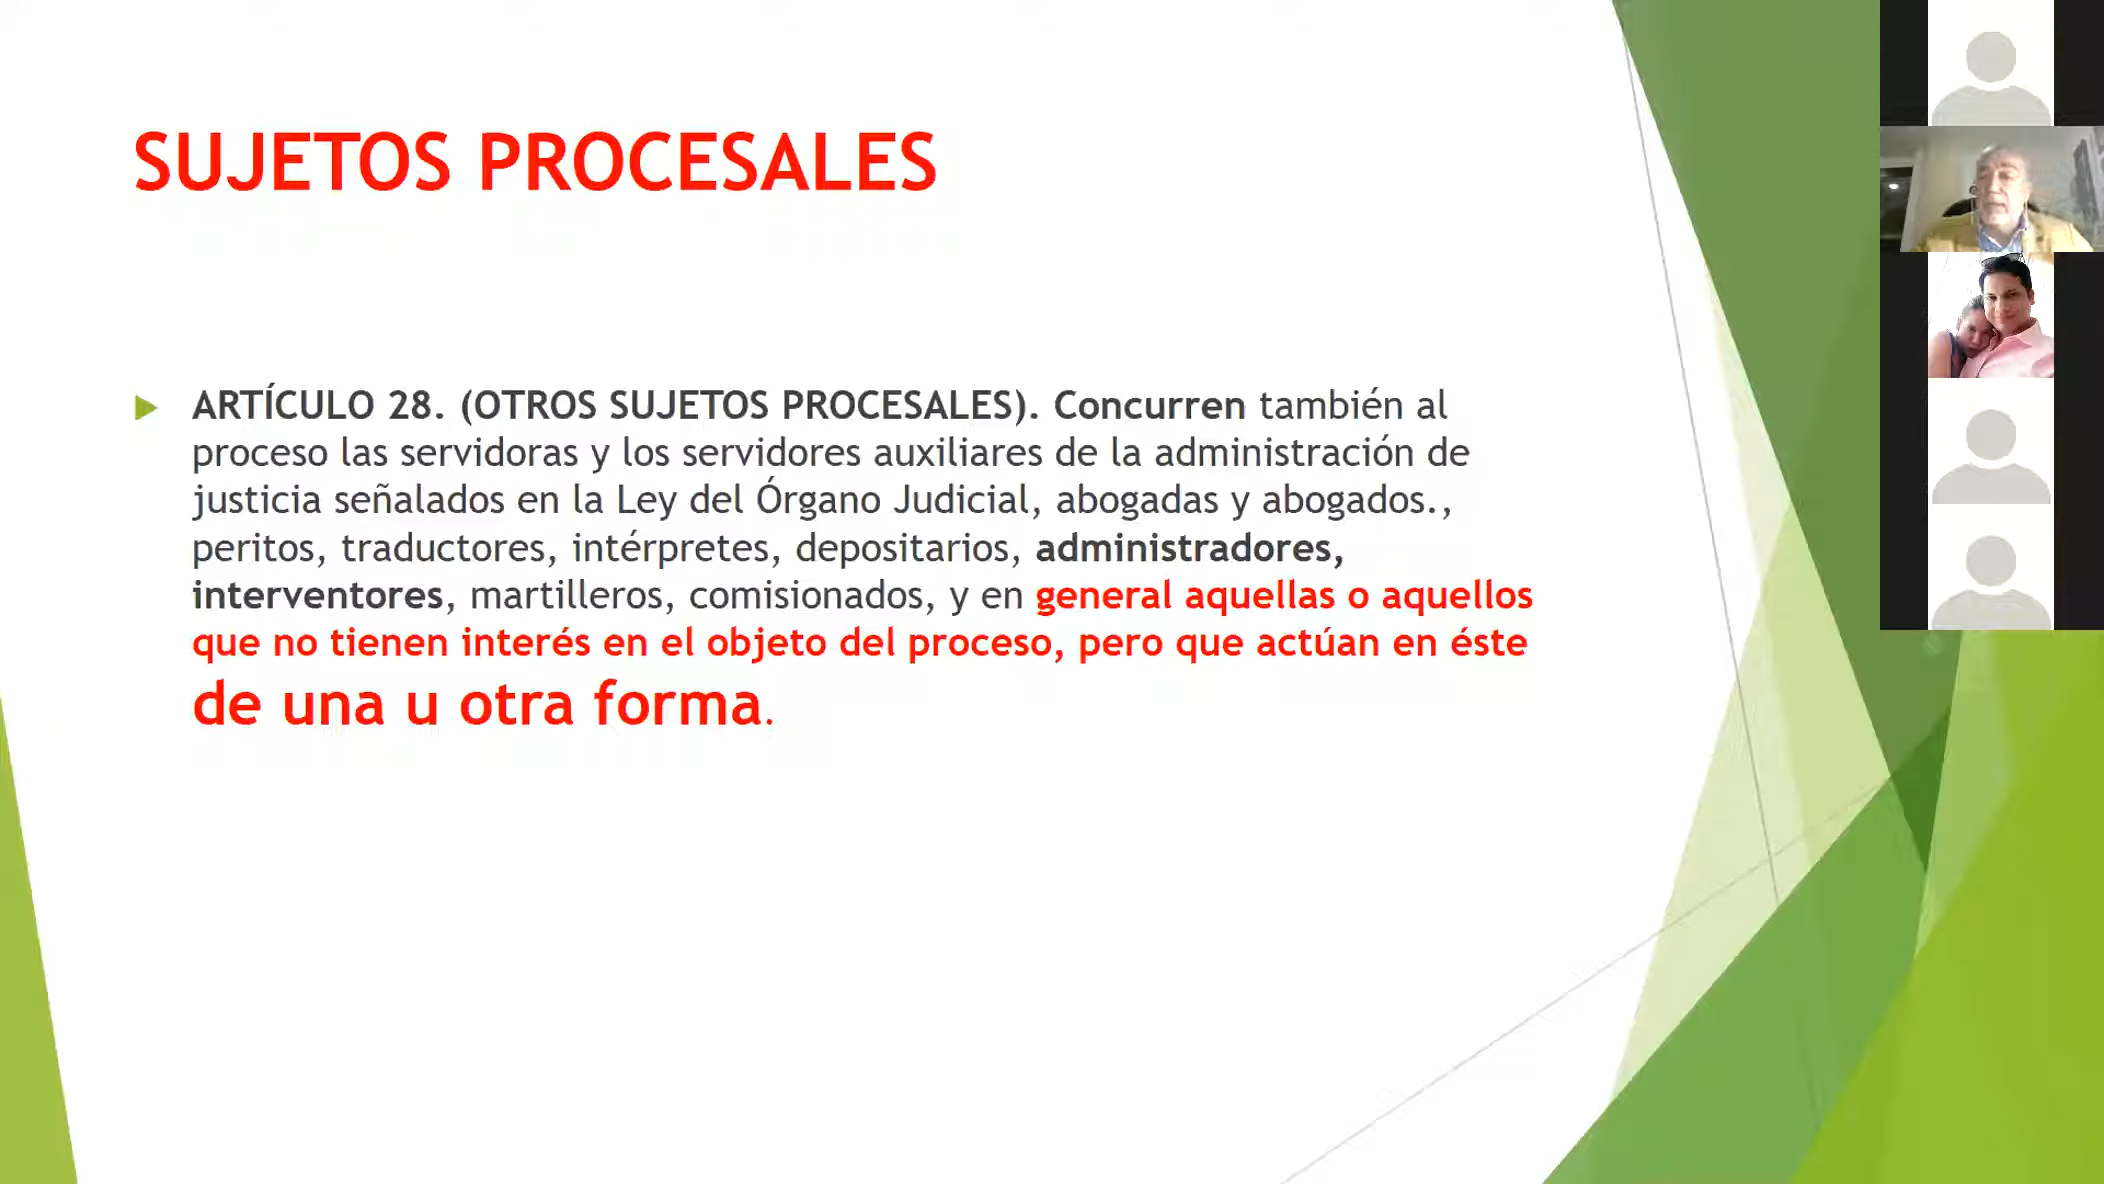 SUJETOS PROCESALES
ARTÍCULO 28. (OTROS SUJETOS PROCESALES). Concurren también al
proceso las servidoras y los servidores auxiliares de la administración de
justicia señalados en la Ley del Órgano Judicial, abogadas y abogados.,
peritos, traductores, intérpretes, depositarios, administradores,
interventores, martilleros, comisionados, y en general aquellas o aquellos
que no tienen interés en el objeto del proceso, pero que actúan en éste
de una u otra forma.